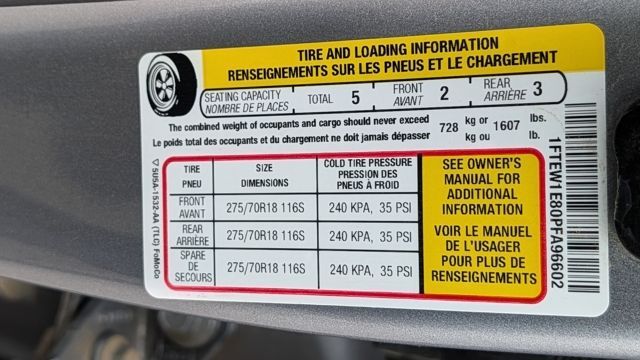 TIRE AND LOADING INFORMATION
RENSEIGNEMENTS SUR LES PNEUS ET LE CHARGEMENT
SEATING CAPACITY TOTAL 5 FRONT 2 REAR 3
NOMBRE DE PLACES AVANT ARRIÈRE
The combined weight of occupants and cargo should never exceed 728 kg or 1607 lbs.
Le poids total des occupants et du chargement ne doit jamais dépasser kg ou lb.
TIRE SIZE COLD TIRE PRESSURE
PNEU DIMENSIONS PRESSION DES
PNEUS À FROID
FRONT
AVANT 275/70R18 116S 240 KPA, 35 PSI
REAR
ARRIÈRE 275/70R18 116S 240 KPA, 35 PSI
SPARE
DE
SECOURS 275/70R18 116S 240 KPA, 35 PSI
SEE OWNER'S
MANUAL FOR
ADDITIONAL
INFORMATION
VOIR LE MANUEL
DE L'USAGER
POUR PLUS DE
RENSEIGNEMENTS
5U5A-1532-AA (TLC) FoMoCo
1FTEW1E80PFA96602